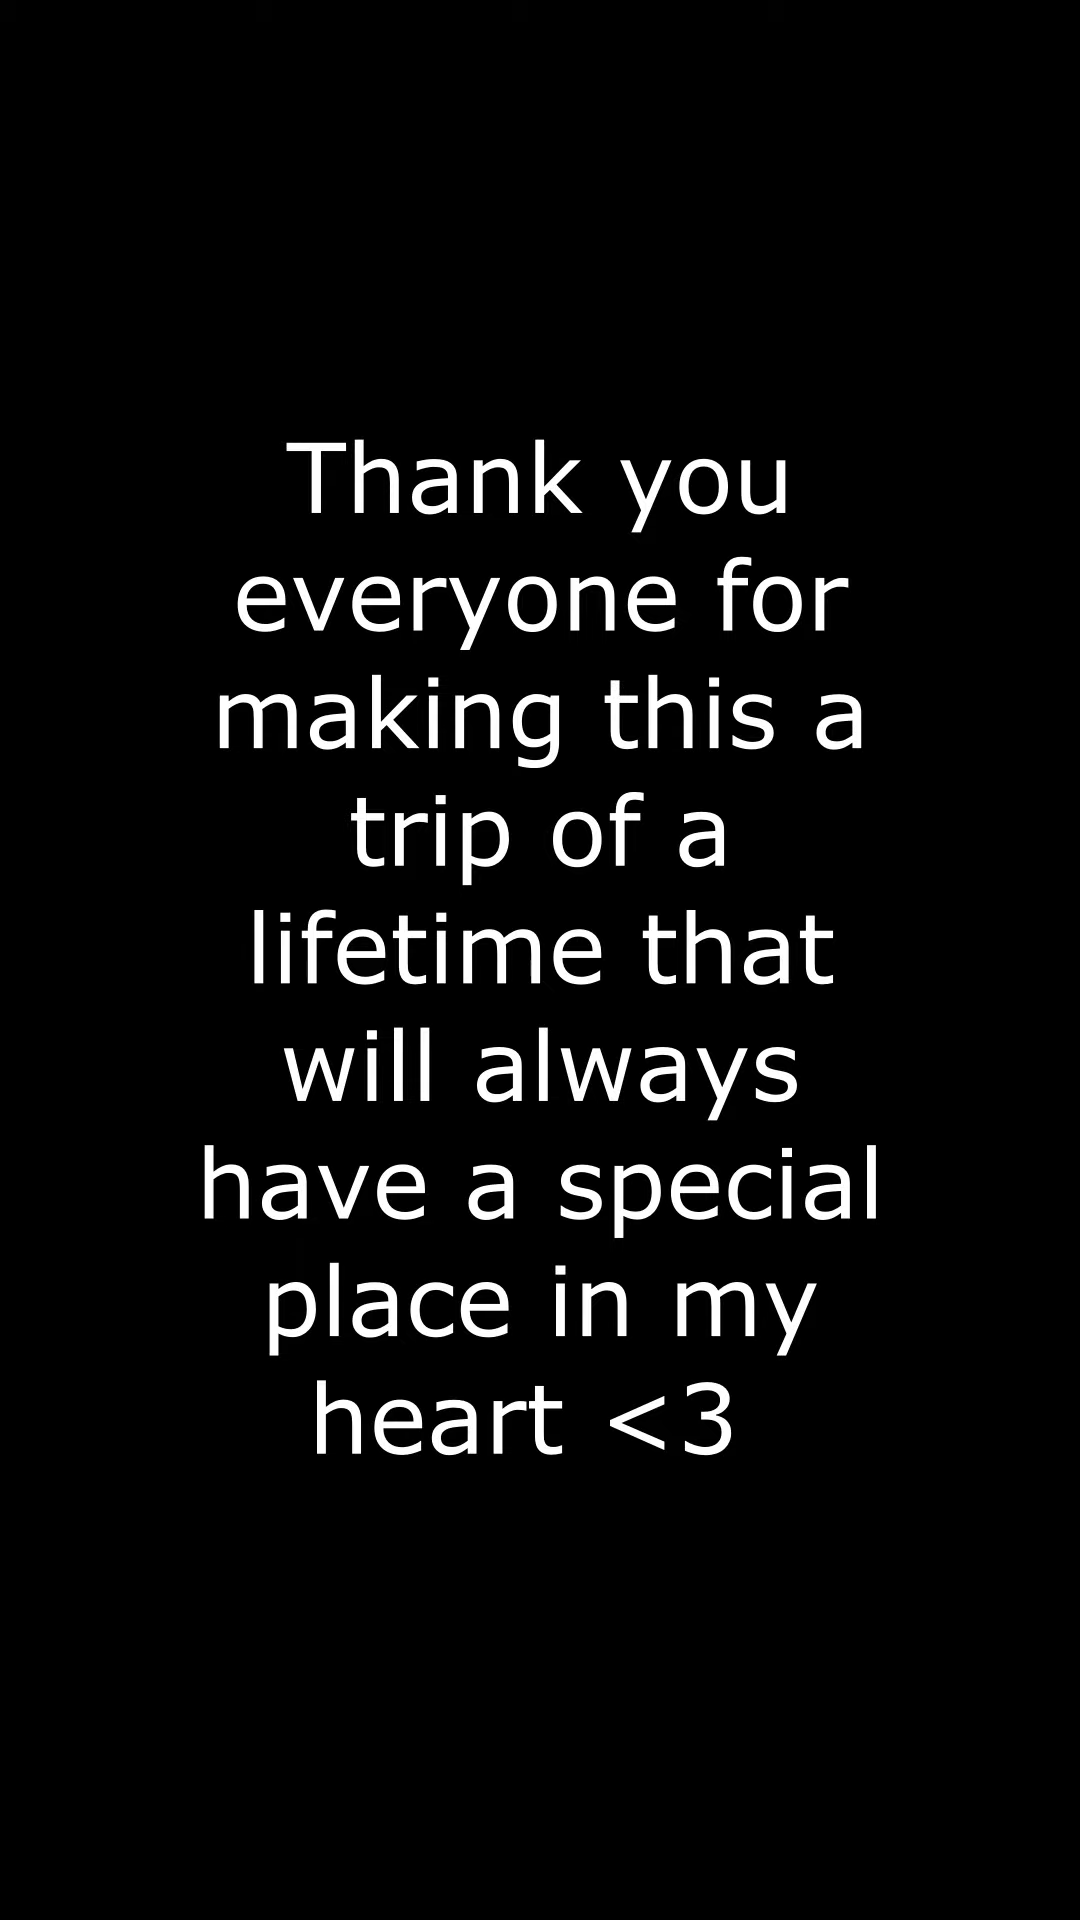 Thank you
everyone for
making this a
trip of a
lifetime that
will always
have a special
place in my
heart <3